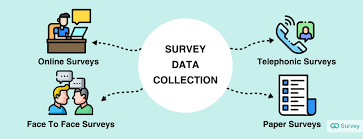 SURVEY
DATA
COLLECTION
Online Surveys
Telephonic Surveys
Face To Face Surveys
Paper Surveys
Survey